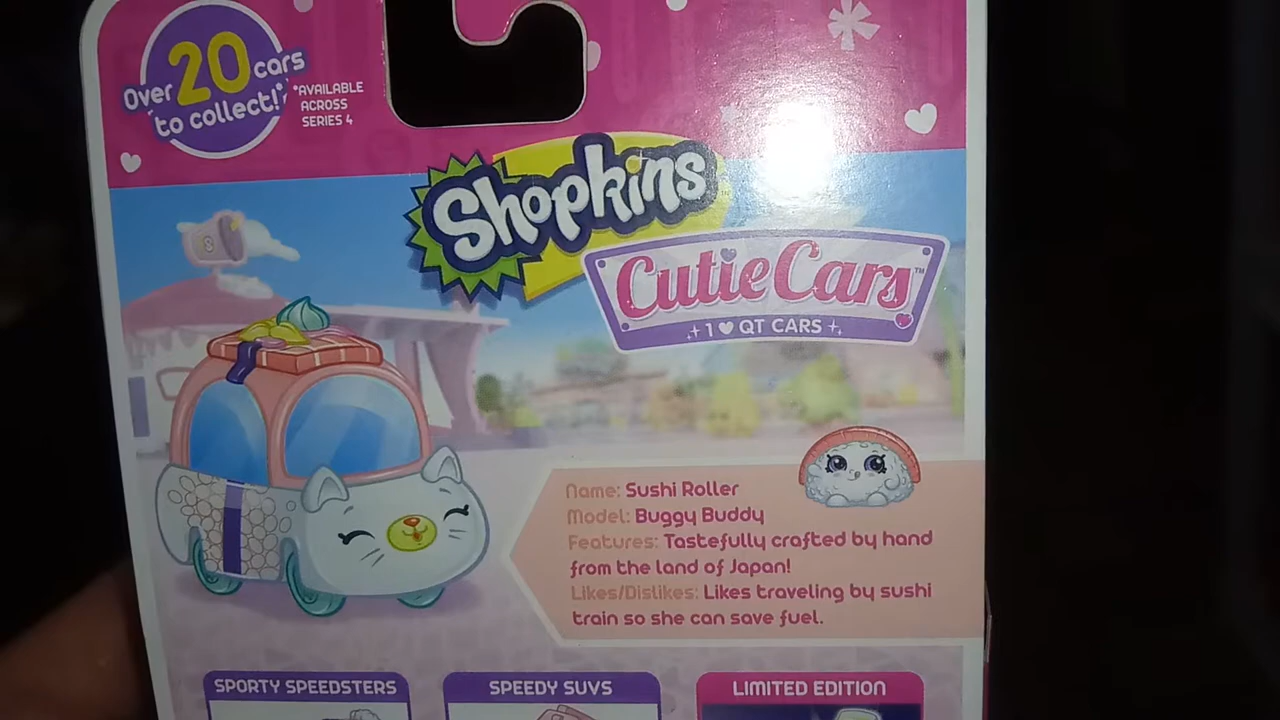 Over 20 cars
to collect!*
*AVAILABLE
ACROSS
SERIES 4
Shopkins
CutieCars™
1 ♥ QT CARS
Name: Sushi Roller
Model: Buggy Buddy
Features: Tastefully crafted by hand
from the land of Japan!
Likes/Dislikes: Likes traveling by sushi
train so she can save fuel.
SPORTY SPEEDSTERS
SPEEDY SUVS
LIMITED EDITION